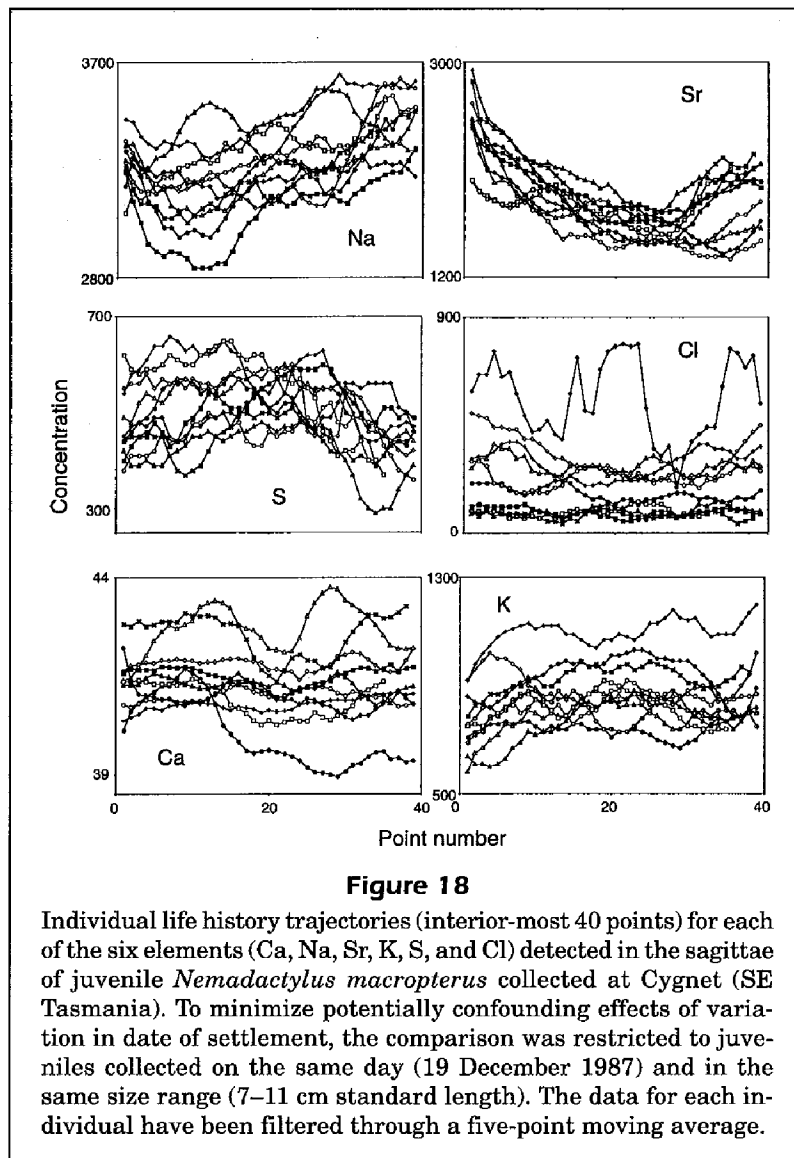 3700
2800
Na
3000
1200
Sr
Concentration
700
300
S
900
0
Cl
44
39
Ca
0
20
40
1300
500
K
0
20
40
Point number
Figure 18
Individual life history trajectories (interior-most 40 points) for each
of the six elements (Ca, Na, Sr, K, S, and Cl) detected in the sagittae
of juvenile Nemadactylus macropterus collected at Cygnet (SE
Tasmania). To minimize potentially confounding effects of varia-
tion in date of settlement, the comparison was restricted to juve-
niles collected on the same day (19 December 1987) and in the
same size range (7–11 cm standard length). The data for each in-
dividual have been filtered through a five-point moving average.